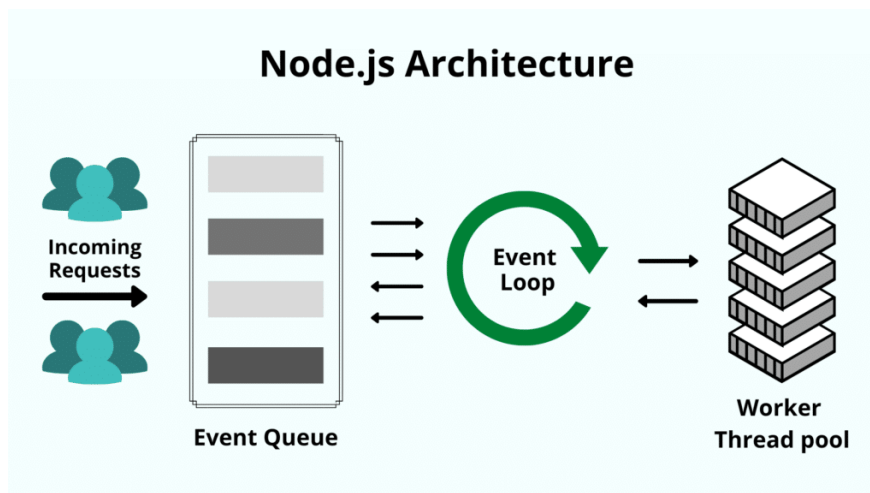 Node.js Architecture
Incoming
Requests
Event Queue
Event
Loop
Worker
Thread pool